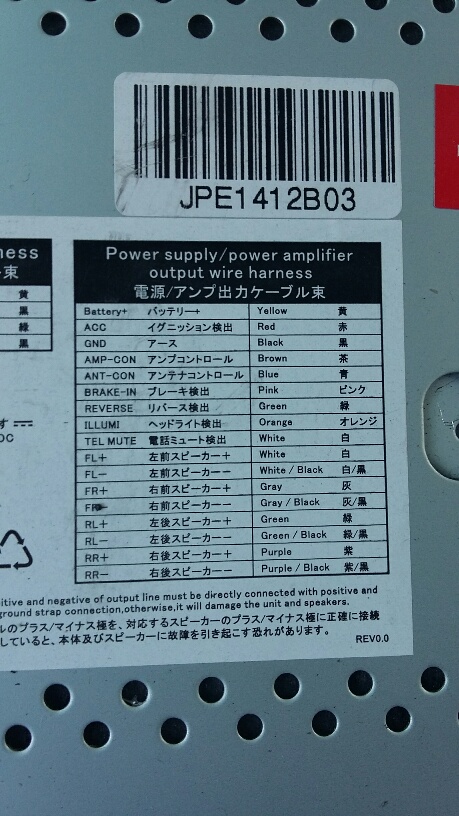 JPE1412B03
ness
束
黄
黒
緑
黒
す
DC
Power supply/power amplifier
output wire harness
電源/アンプ出力ケーブル束
Battery+ バッテリー+ Yellow 黄
ACC イグニッション検出 Red 赤
GND アース Black 黒
AMP-CON アンプコントロール Brown 茶
ANT-CON アンテナコントロール Blue 青
BRAKE-IN ブレーキ検出 Pink ピンク
REVERSE リバース検出 Green 緑
ILLUMI ヘッドライト検出 Orange オレンジ
TEL MUTE 電話ミュート検出 White 白
FL+ 左前スピーカー+ White 白
FL- 左前スピーカー- White / Black 白/黒
FR+ 右前スピーカー+ Gray 灰
FR- 右前スピーカー- Gray / Black 灰/黒
RL+ 左後スピーカー+ Green 緑
RL- 左後スピーカー- Green / Black 緑/黒
RR+ 右後スピーカー+ Purple 紫
RR- 右後スピーカー- Purple / Black 紫/黒
itive and negative of output line must be directly connected with positive and
ground strap connection,otherwise,it will damage the unit and speakers.
ルのプラス/マイナス極を、対応するスピーカーのプラス/マイナス極に正確に接続
していると、本体及びスピーカーに故障を引き起こす恐れがあります。
REV0.0